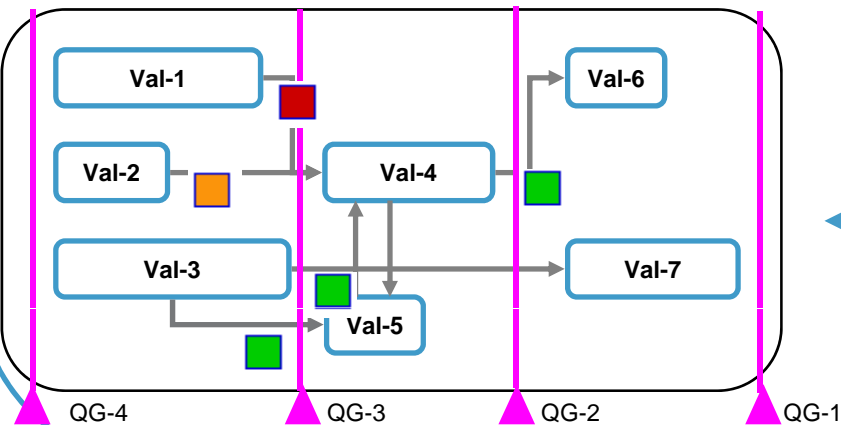 Val-1
Val-6
Val-2
Val-4
Val-3
Val-7
Val-5
QG-4
QG-3
QG-2
QG-1